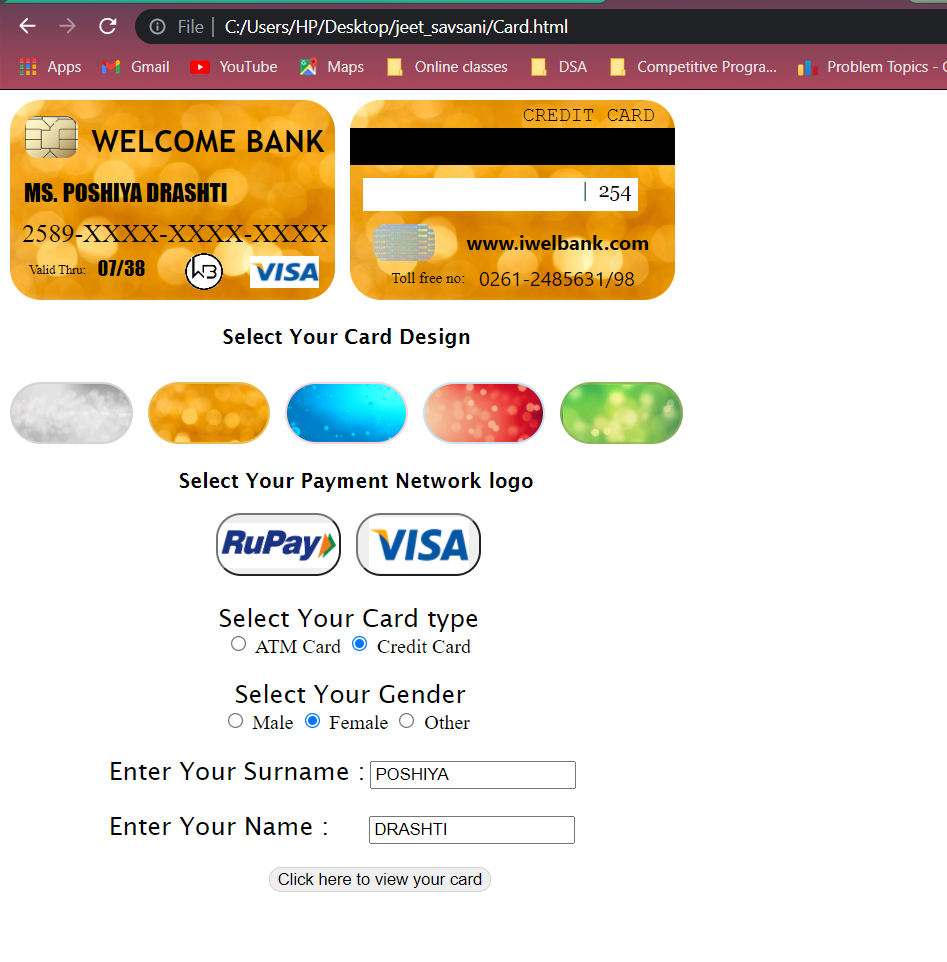 File | C:/Users/HP/Desktop/jeet_savsani/Card.html
Apps Gmail YouTube Maps Online classes DSA Competitive Progra... Problem Topics - C
WELCOME BANK
MS. POSHIYA DRASHTI
2589-XXXX-XXXX-XXXX
Valid Thru: 07/38 WB VISA
CREDIT CARD
| 254
www.iwelbank.com
Toll free no: 0261-2485631/98
Select Your Card Design
Select Your Payment Network logo
RuPay VISA
Select Your Card type
ATM Card Credit Card
Select Your Gender
Male Female Other
Enter Your Surname : POSHIYA
Enter Your Name : DRASHTI
Click here to view your card